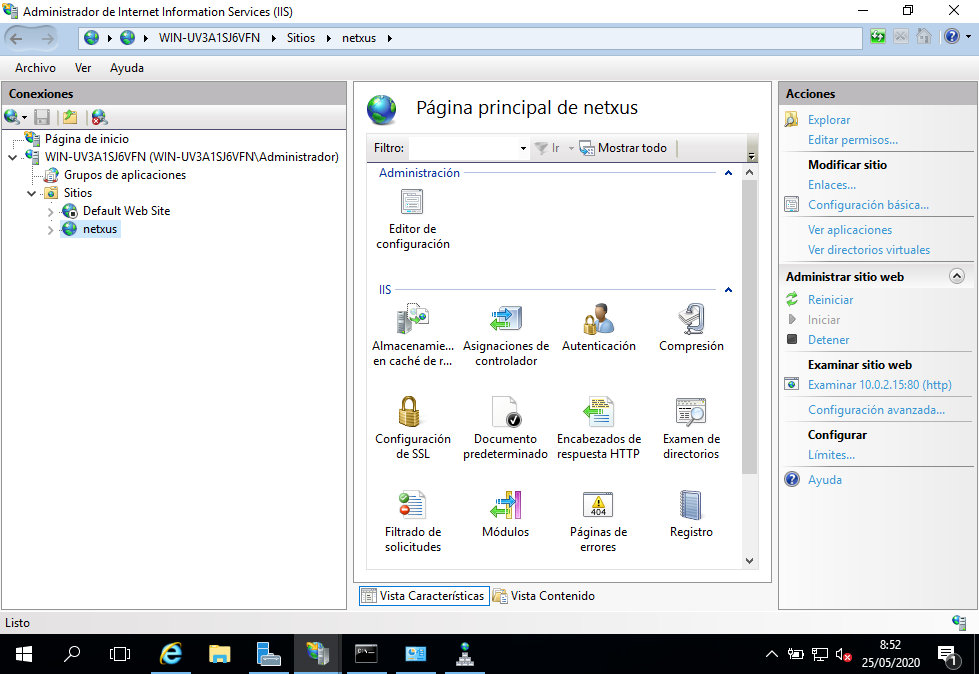 Administrador de Internet Information Services (IIS)
WIN-UV3A1SJ6VFN
Sitios
netxus
Archivo
Ver
Ayuda
Conexiones
Página de inicio
WIN-UV3A1SJ6VFN (WIN-UV3A1SJ6VFN\Administrador)
Grupos de aplicaciones
Sitios
Default Web Site
netxus
Página principal de netxus
Filtro:
Ir
Mostrar todo
Administración
Editor de
configuración
IIS
Almacenamie...
en caché de r...
Asignaciones de
controlador
Autenticación
Compresión
Configuración
de SSL
Documento
predeterminado
Encabezados de
respuesta HTTP
Examen de
directorios
Filtrado de
solicitudes
Módulos
404
Páginas de
errores
Registro
Vista Características
Vista Contenido
Acciones
Explorar
Editar permisos...
Modificar sitio
Enlaces...
Configuración básica...
Ver aplicaciones
Ver directorios virtuales
Administrar sitio web
Reiniciar
Iniciar
Detener
Examinar sitio web
Examinar 10.0.2.15:80 (http)
Configuración avanzada...
Configurar
Límites...
Ayuda
Listo
8:52
25/05/2020
1